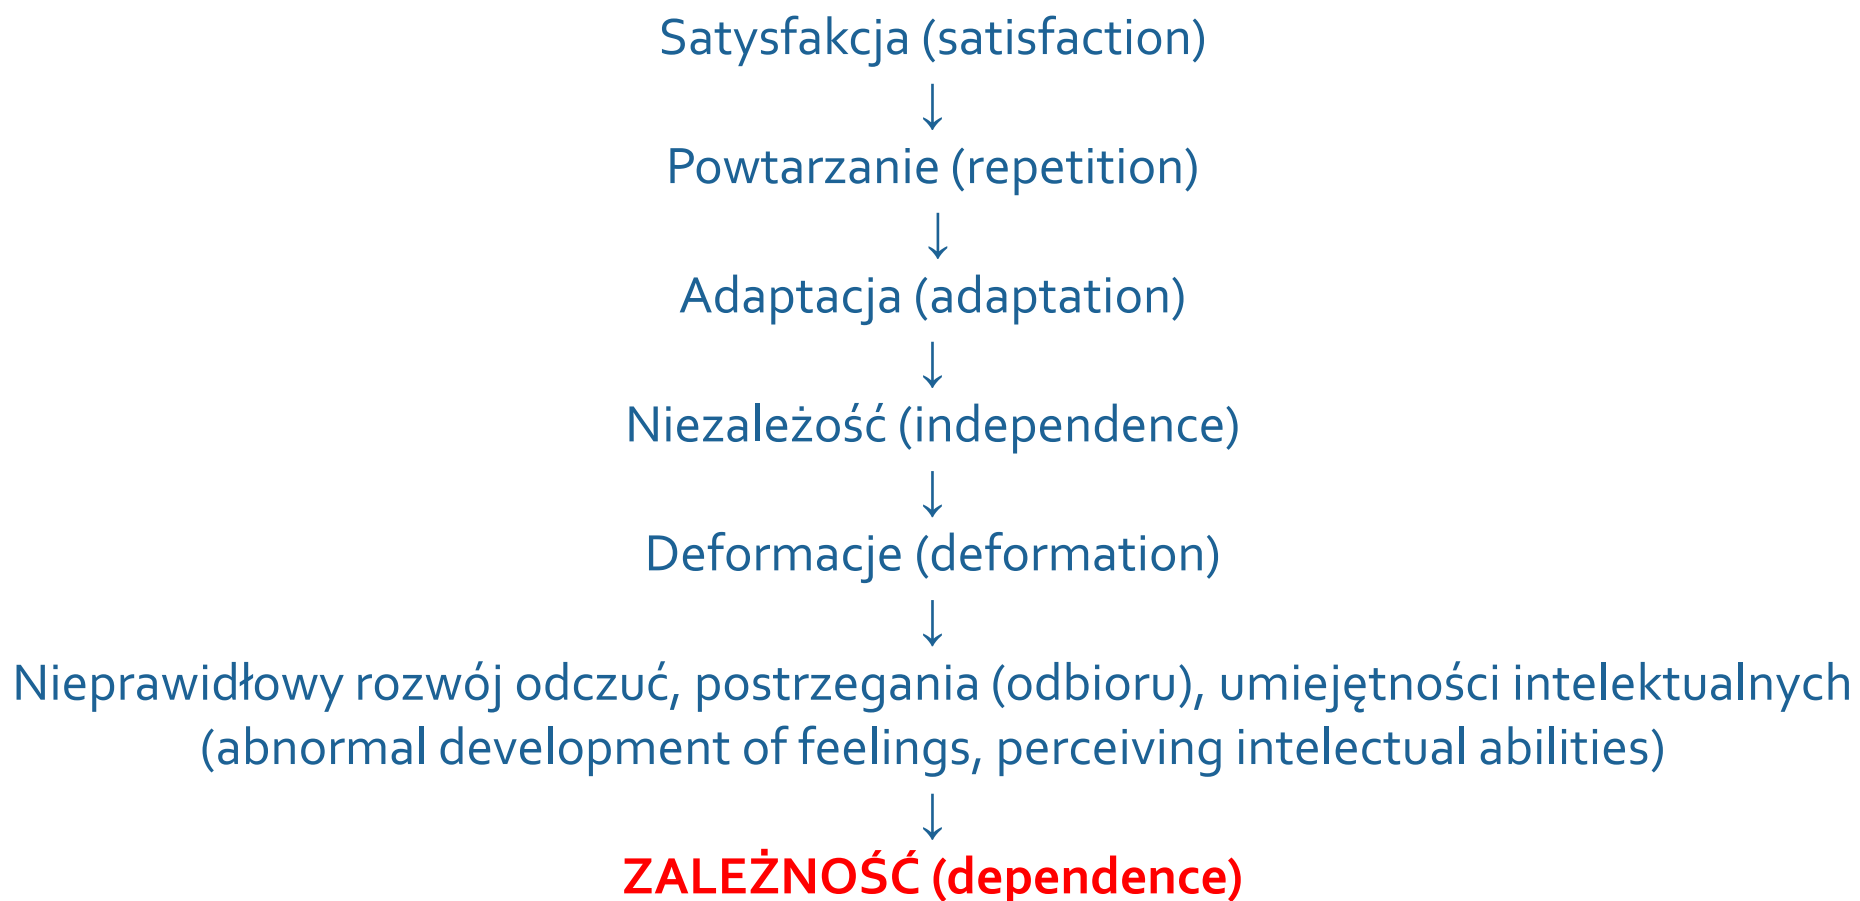 Satysfakcja (satisfaction)
↓
Powtarzanie (repetition)
↓
Adaptacja (adaptation)
↓
Niezależość (independence)
↓
Deformacje (deformation)
↓
Nieprawidłowy rozwój odczuć, postrzegania (odbioru), umiejętności intelektualnych
(abnormal development of feelings, perceiving intelectual abilities)
↓
ZALEŻNOŚĆ (dependence)